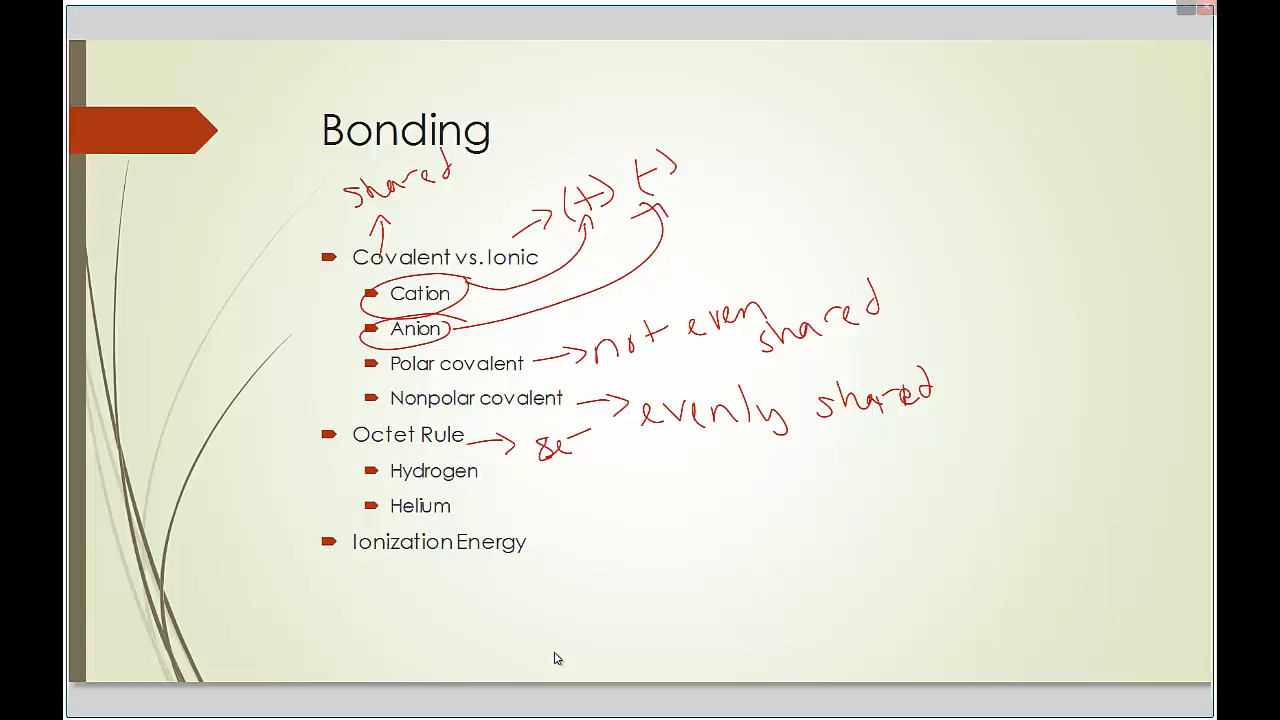 Bonding
shared
(+) (-)
Covalent vs. Ionic
Cation
Anion
Polar covalent → not even shared
Nonpolar covalent → evenly shared
Octet Rule → 8e⁻
Hydrogen
Helium
Ionization Energy